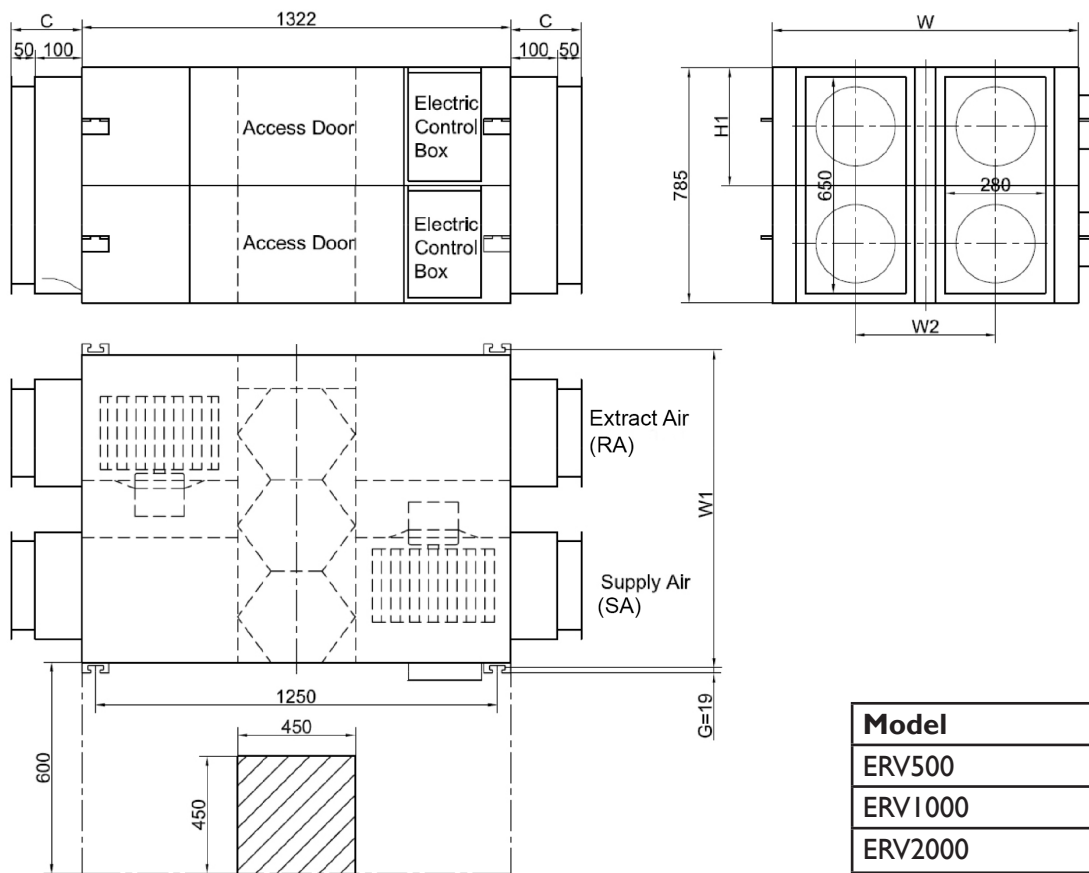 C 1322 C
50 100 100 50
Access Door
Electric
Control
Box
Access Door
Electric
Control
Box
W
H1
785
650
280
W2
Extract Air
(RA)
W1
Supply Air
(SA)
1250
G=19
450
600
450
Model
ERV500
ERV1000
ERV2000